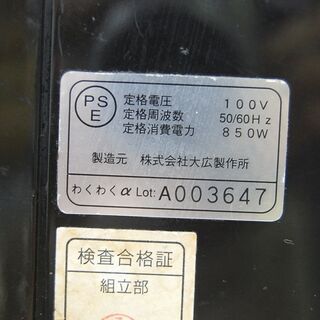 PS
E
定格電圧 100V
定格周波数 50/60Hz
定格消費電力 850W
製造元 株式会社大広製作所
わくわくα Lot: A003647
検査合格証
組立部